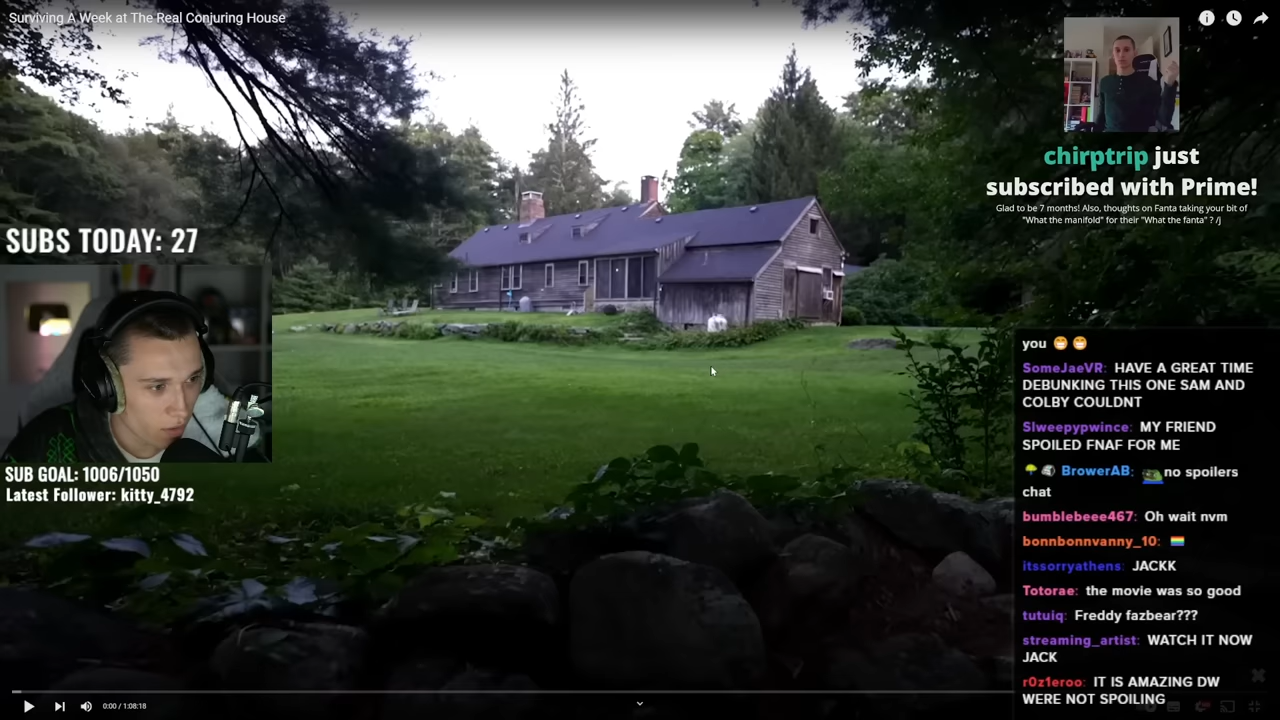 Surviving A Week at The Real Conjuring House
chirptrip just
subscribed with Prime!
Glad to be 7 months! Also, thoughts on Fanta taking your bit of
"What the manifold" for their "What the fanta" ? /j
SUBS TODAY: 27
SUB GOAL: 1006/1050
Latest Follower: kitty_4792
you
SomeJaeVR: HAVE A GREAT TIME
DEBUNKING THIS ONE SAM AND
COLBY COULDNT
Slweepypwince: MY FRIEND
SPOILED FNAF FOR ME
BrowerAB: no spoilers
chat
bumblebeee467: Oh wait nvm
bonnbonnvanny_10:
itssorryathens: JACKK
Totorae: the movie was so good
tutuiq: Freddy fazbear???
streaming_artist: WATCH IT NOW
JACK
r0z1eroo: IT IS AMAZING DW
WERE NOT SPOILING
0:00 / 1:08:18